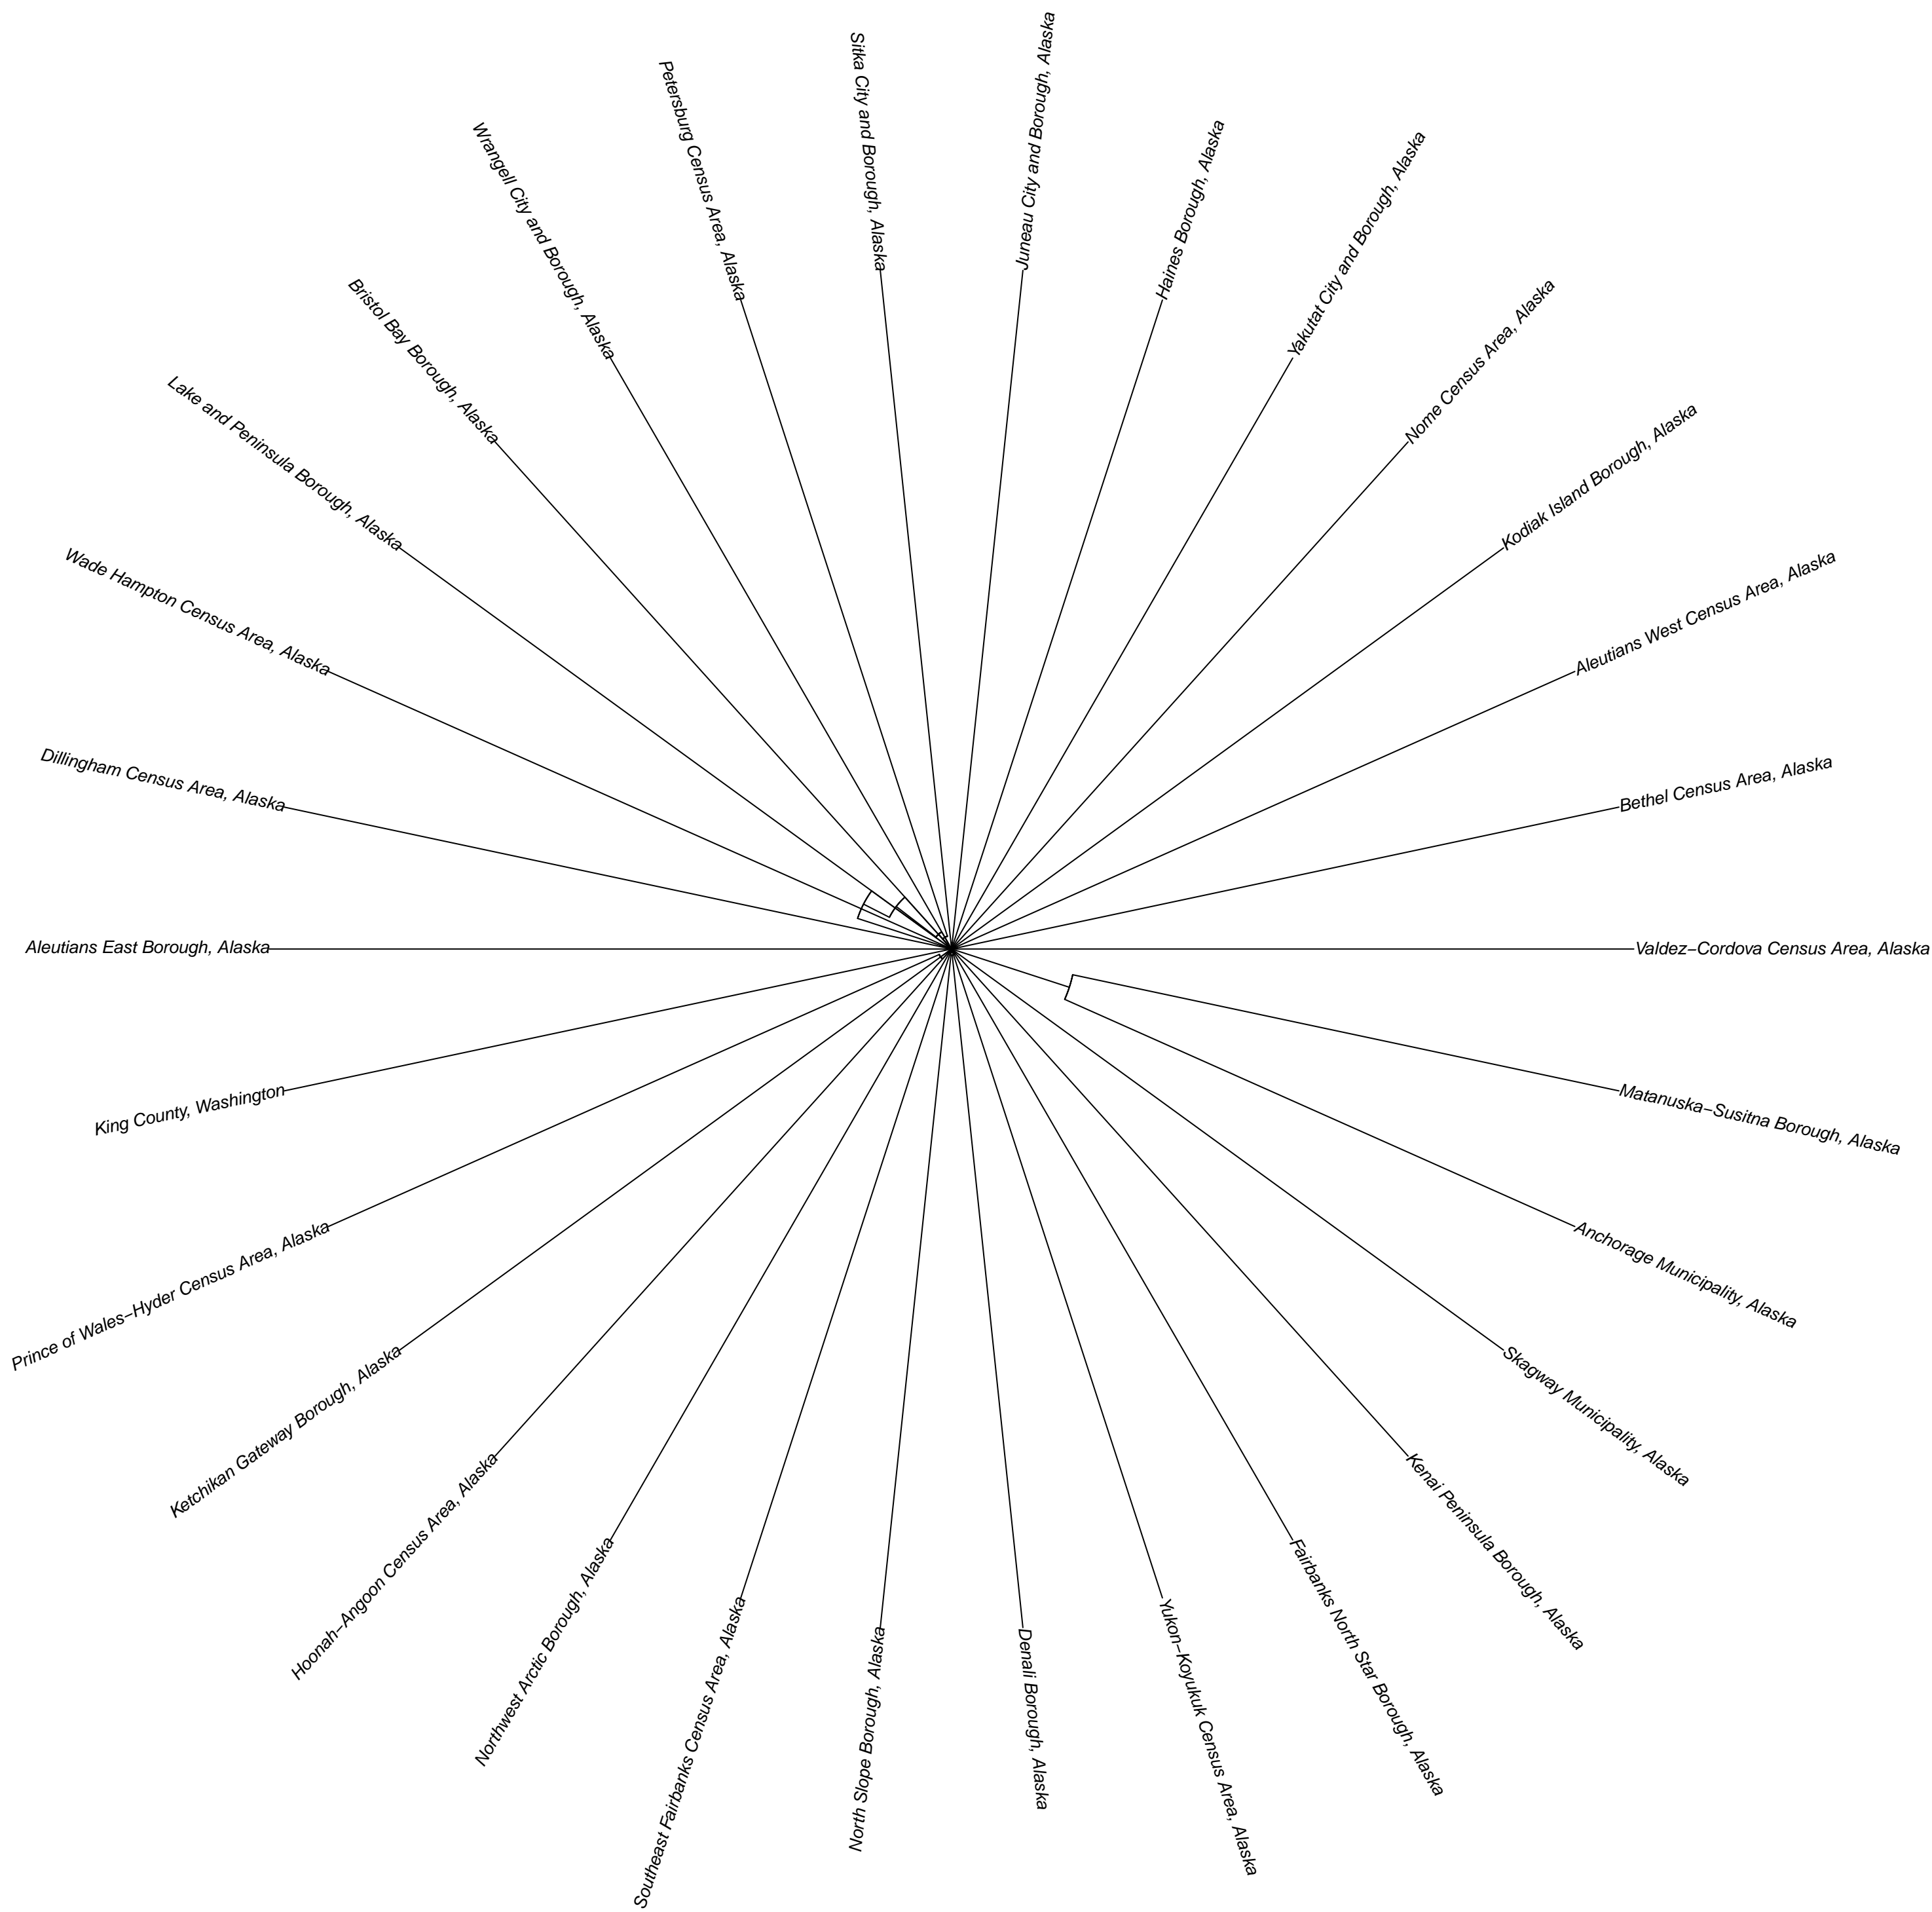 Sitka City and Borough, Alaska
Juneau City and Borough, Alaska
Haines Borough, Alaska
Yakutat City and Borough, Alaska
Nome Census Area, Alaska
Kodiak Island Borough, Alaska
Aleutians West Census Area, Alaska
Bethel Census Area, Alaska
Valdez–Cordova Census Area, Alaska
Matanuska–Susitna Borough, Alaska
Anchorage Municipality, Alaska
Skagway Municipality, Alaska
Kenai Peninsula Borough, Alaska
Fairbanks North Star Borough, Alaska
Yukon–Koyukuk Census Area, Alaska
Denali Borough, Alaska
North Slope Borough, Alaska
Southeast Fairbanks Census Area, Alaska
Northwest Arctic Borough, Alaska
Hoonah–Angoon Census Area, Alaska
Ketchikan Gateway Borough, Alaska
Prince of Wales–Hyder Census Area, Alaska
King County, Washington
Aleutians East Borough, Alaska
Dillingham Census Area, Alaska
Wade Hampton Census Area, Alaska
Lake and Peninsula Borough, Alaska
Bristol Bay Borough, Alaska
Wrangell City and Borough, Alaska
Petersburg Census Area, Alaska